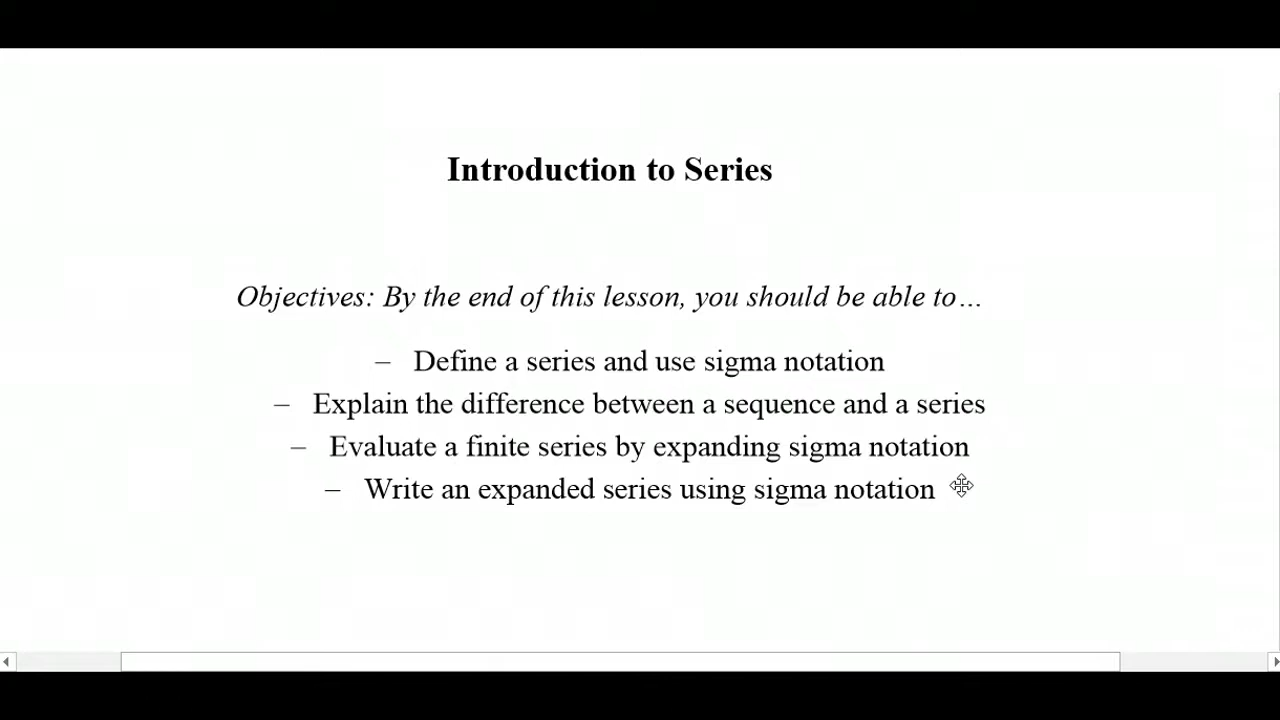 Introduction to Series
Objectives: By the end of this lesson, you should be able to…
– Define a series and use sigma notation
– Explain the difference between a sequence and a series
– Evaluate a finite series by expanding sigma notation
– Write an expanded series using sigma notation